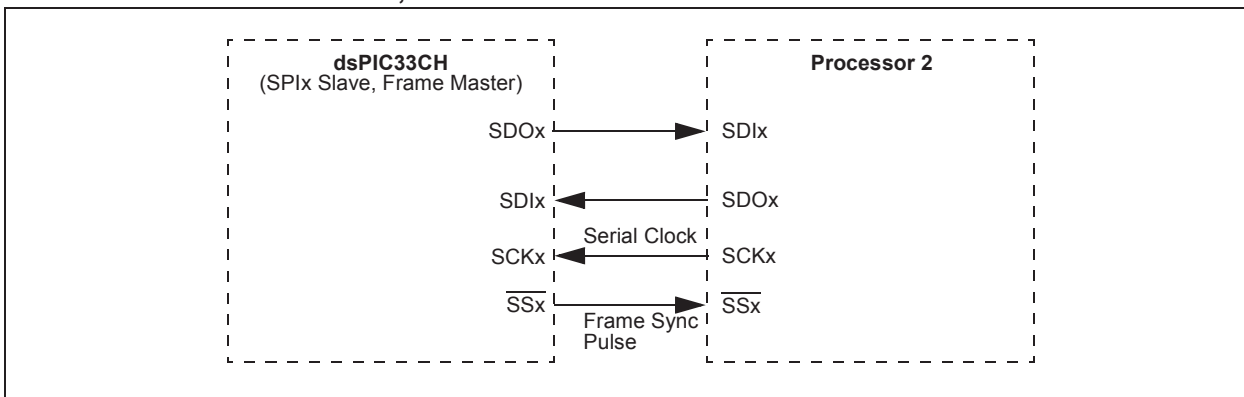 dsPIC33CH
(SPIx Slave, Frame Master)
Processor 2
SDOx
SDIx
SDIx
SDOx
Serial Clock
SCKx
SCKx
SSx
SSx
Frame Sync
Pulse